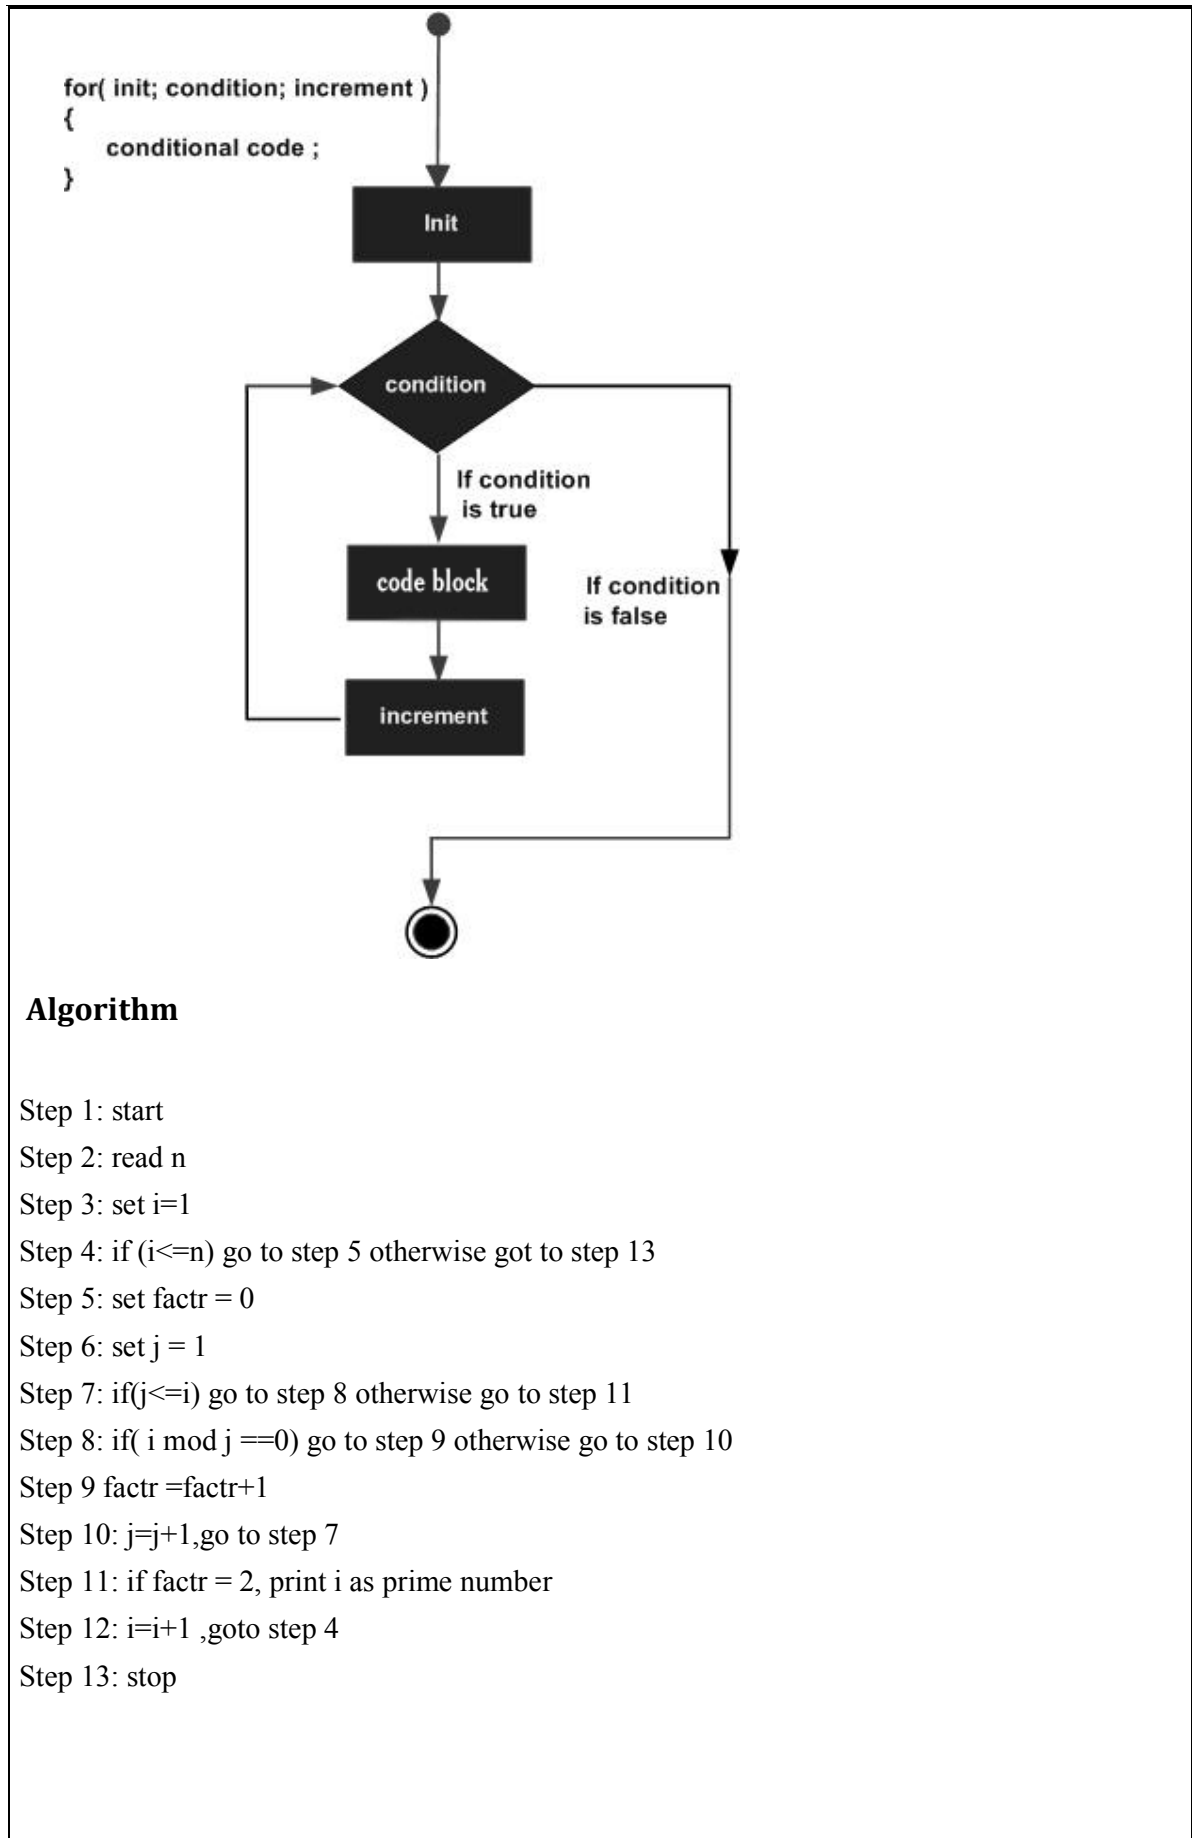 for( init; condition; increment )
{
conditional code ;
}
Init
condition
If condition
is true
code block
If condition
is false
increment
Algorithm
Step 1: start
Step 2: read n
Step 3: set i=1
Step 4: if (i<=n) go to step 5 otherwise got to step 13
Step 5: set factr = 0
Step 6: set j = 1
Step 7: if(j<=i) go to step 8 otherwise go to step 11
Step 8: if( i mod j ==0) go to step 9 otherwise go to step 10
Step 9 factr =factr+1
Step 10: j=j+1,go to step 7
Step 11: if factr = 2, print i as prime number
Step 12: i=i+1 ,goto step 4
Step 13: stop